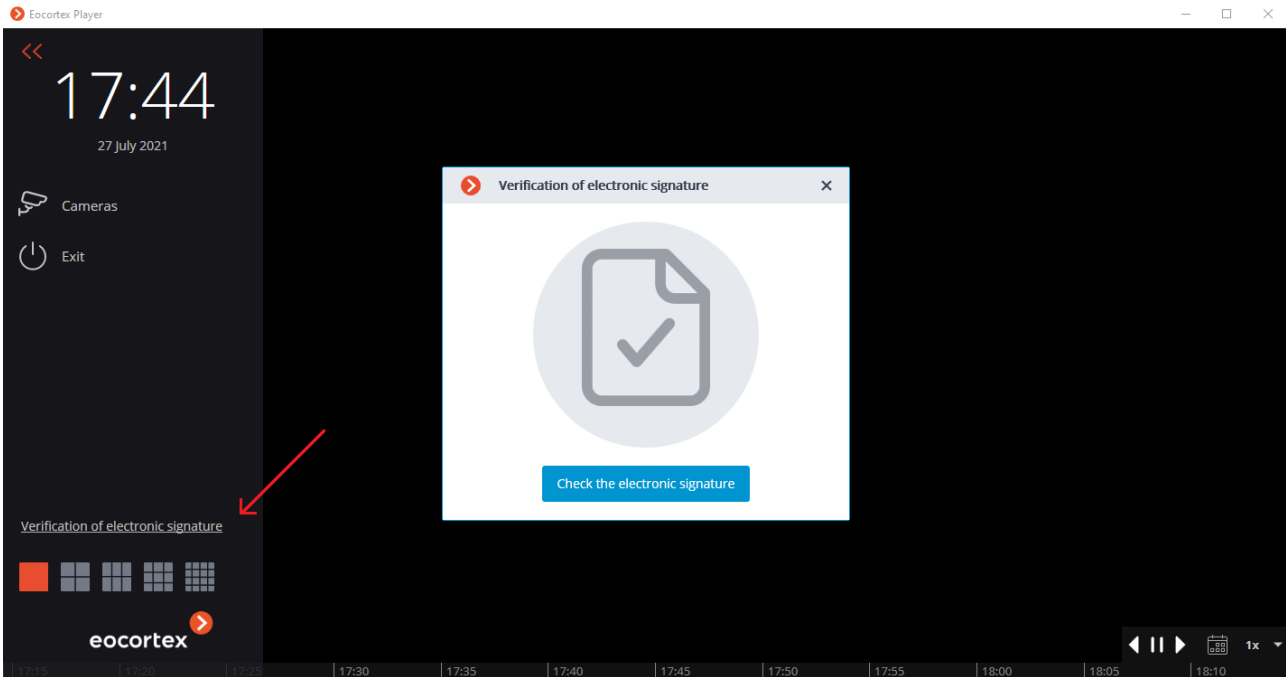 Eocortex Player
17:44
27 July 2021
Cameras
Exit
Verification of electronic signature
Check the electronic signature
Verification of electronic signature
eocortex
1x
17:15 17:20 17:25 17:30 17:35 17:40 17:45 17:50 17:55 18:00 18:05 18:10